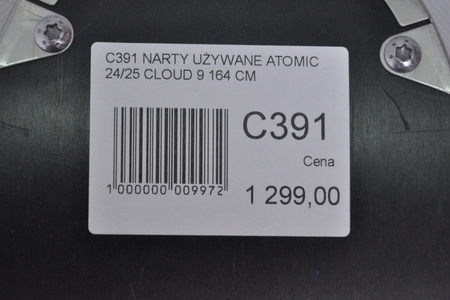 C391 NARTY UŻYWANE ATOMIC
24/25 CLOUD 9 164 CM
C391
Cena
1 000000 009972
1 299,00